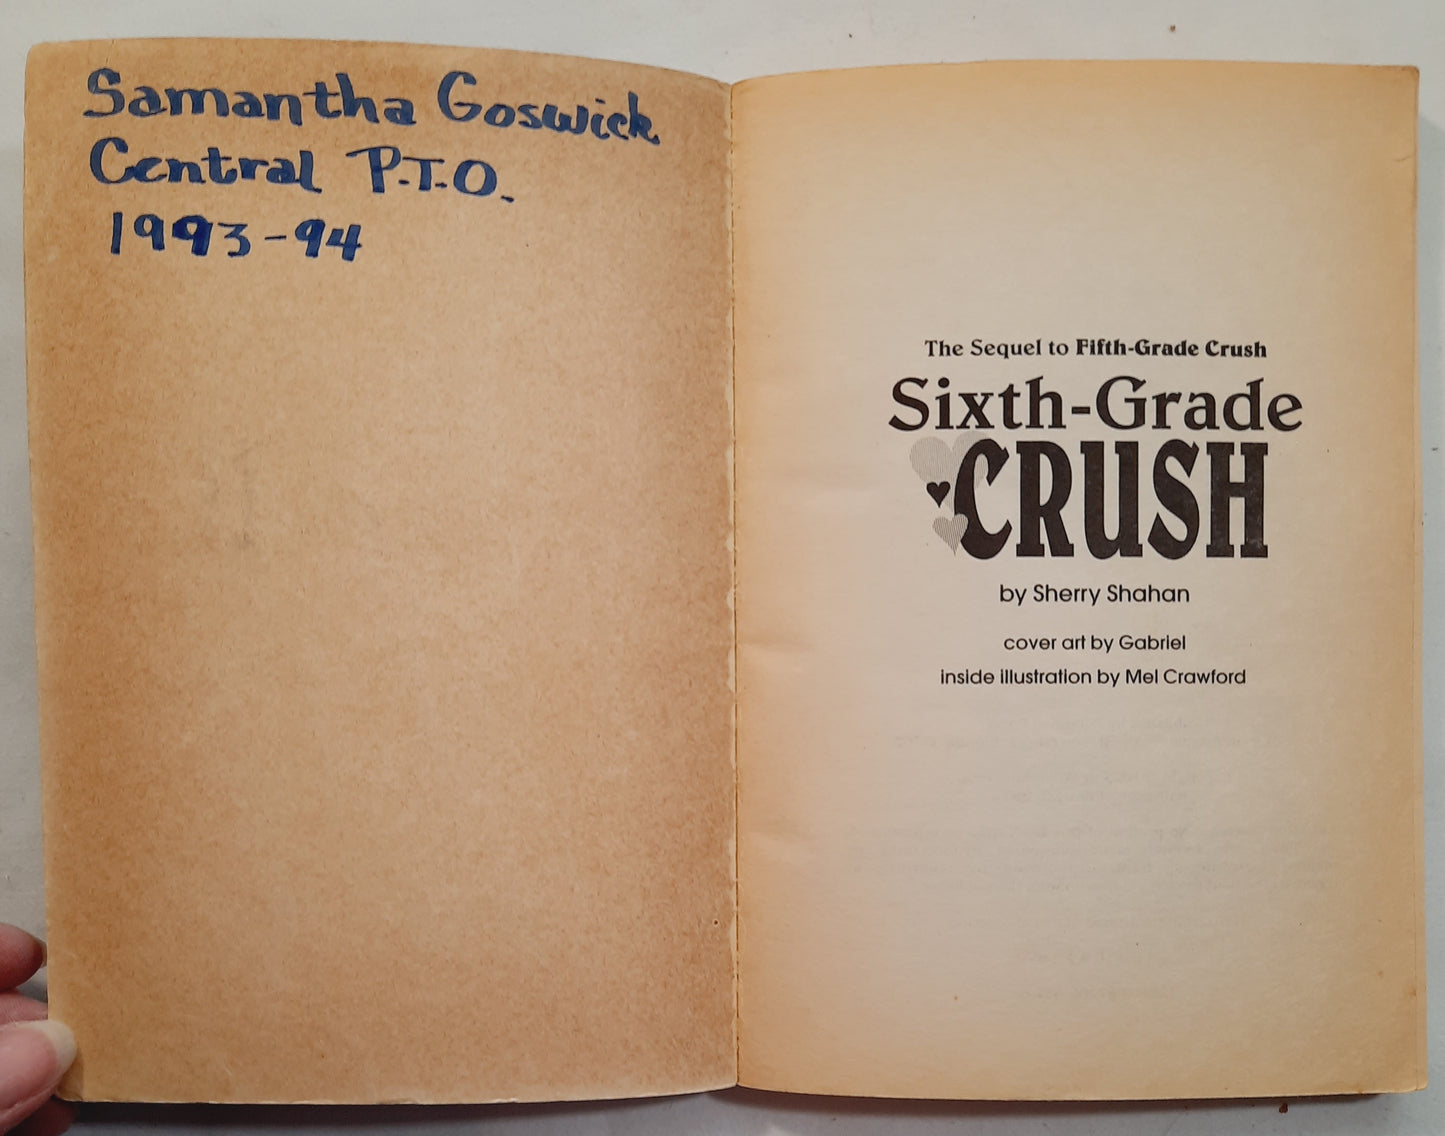 Samantha Goswick
Central P.T.O.
1993-94
The Sequel to Fifth-Grade Crush
Sixth-Grade
CRUSH
by Sherry Shahan
cover art by Gabriel
inside illustration by Mel Crawford